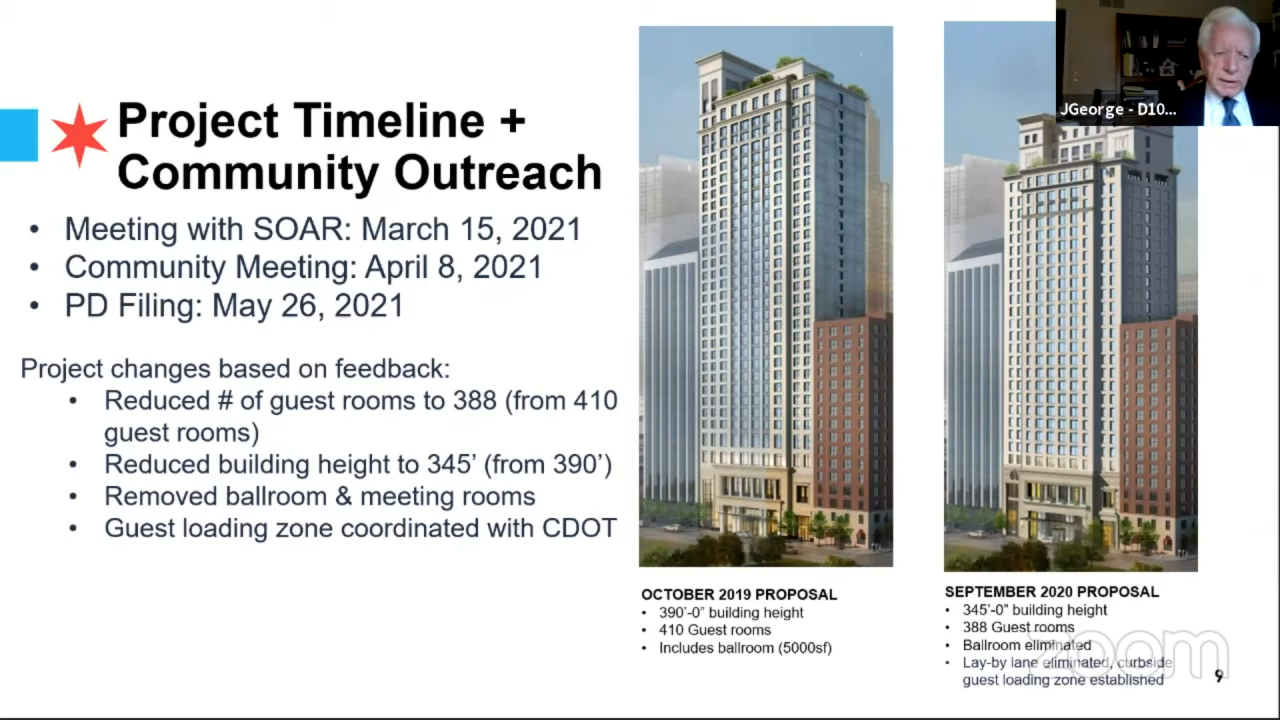 Project Timeline +
Community Outreach
• Meeting with SOAR: March 15, 2021
• Community Meeting: April 8, 2021
• PD Filing: May 26, 2021
Project changes based on feedback:
• Reduced # of guest rooms to 388 (from 410
guest rooms)
• Reduced building height to 345’ (from 390’)
• Removed ballroom & meeting rooms
• Guest loading zone coordinated with CDOT
OCTOBER 2019 PROPOSAL
• 390’-0” building height
• 410 Guest rooms
• Includes ballroom (5000sf)
JGeorge - D10...
SEPTEMBER 2020 PROPOSAL
• 345’-0” building height
• 388 Guest rooms
• Ballroom eliminated
• Lay-by lane eliminated, curbside
guest loading zone established
zoom
9